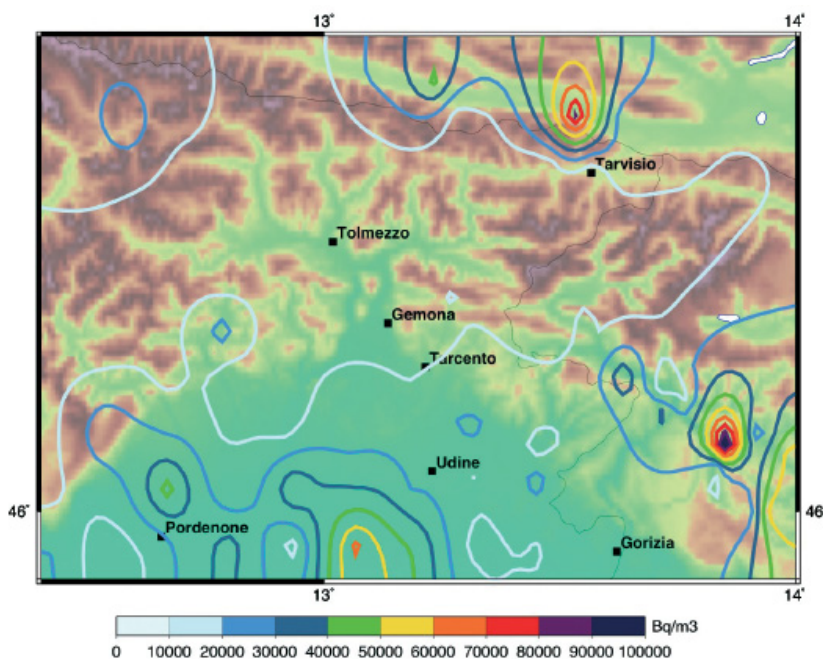 13° 14°
Tarvisio
Tolmezzo
Gemona
Tarcento
Udine
46° 46°
Pordenone
Gorizia
13° 14°
Bq/m3
0 10000 20000 30000 40000 50000 60000 70000 80000 90000 100000